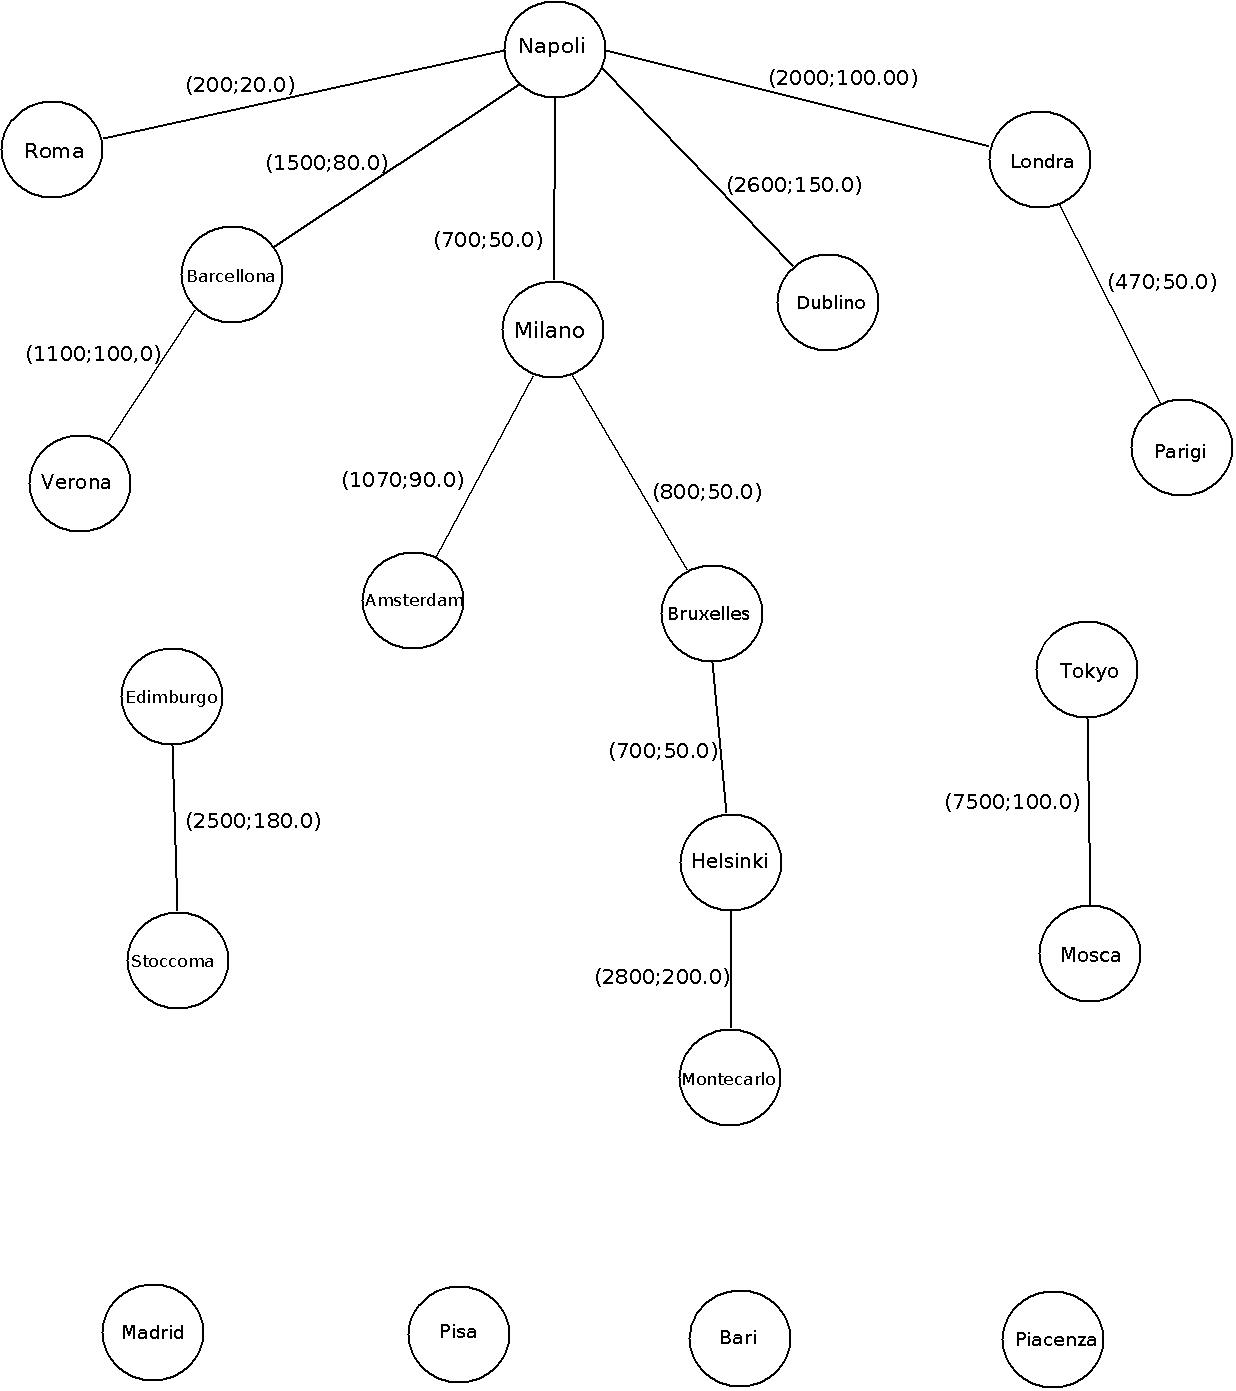 Napoli
(200;20.0)
(2000;100.00)
Roma
Londra
(1500;80.0)
(2600;150.0)
(700;50.0)
Barcellona
(470;50.0)
Dublino
Milano
(1100;100,0)
Parigi
Verona
(1070;90.0)
(800;50.0)
Amsterdam
Bruxelles
Tokyo
Edimburgo
(700;50.0)
(7500;100.0)
(2500;180.0)
Helsinki
Mosca
Stoccoma
(2800;200.0)
Montecarlo
Madrid
Pisa
Bari
Piacenza